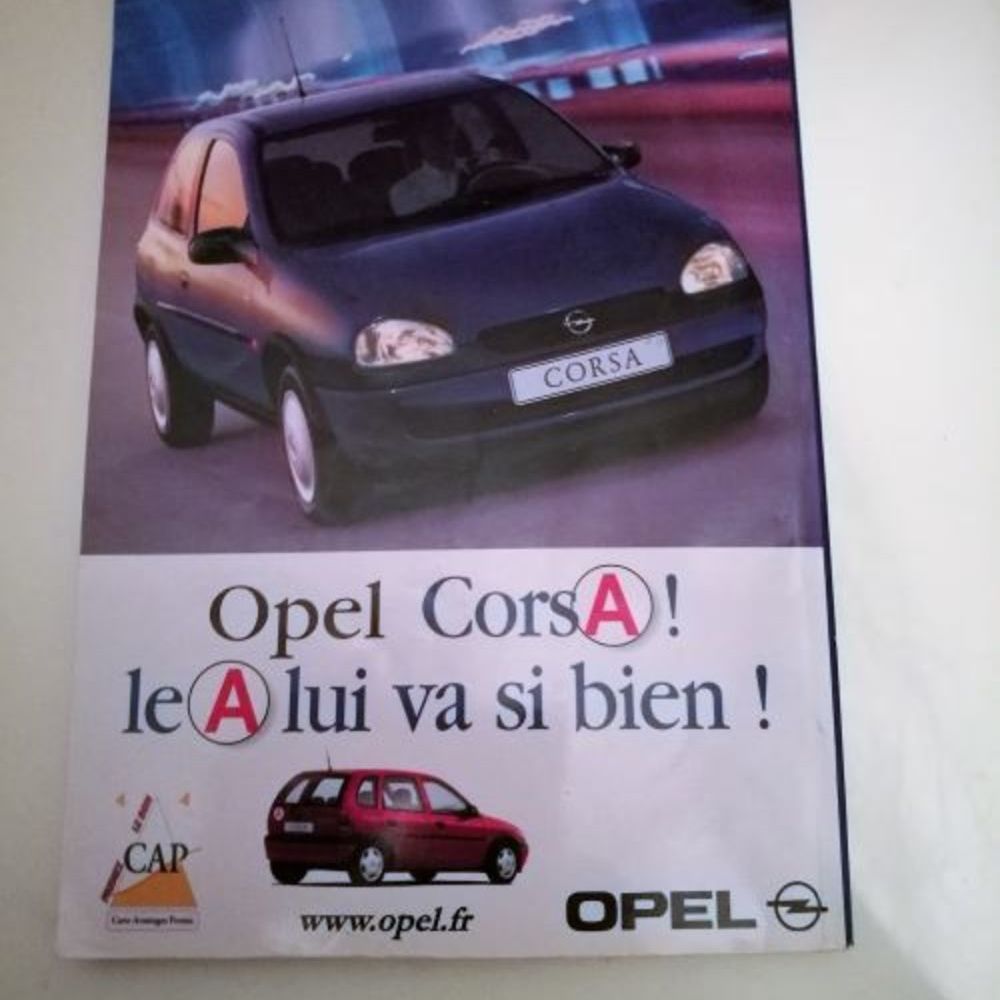 CORSA
Opel CorsA !
le A lui va si bien !
CAP
www.opel.fr
OPEL